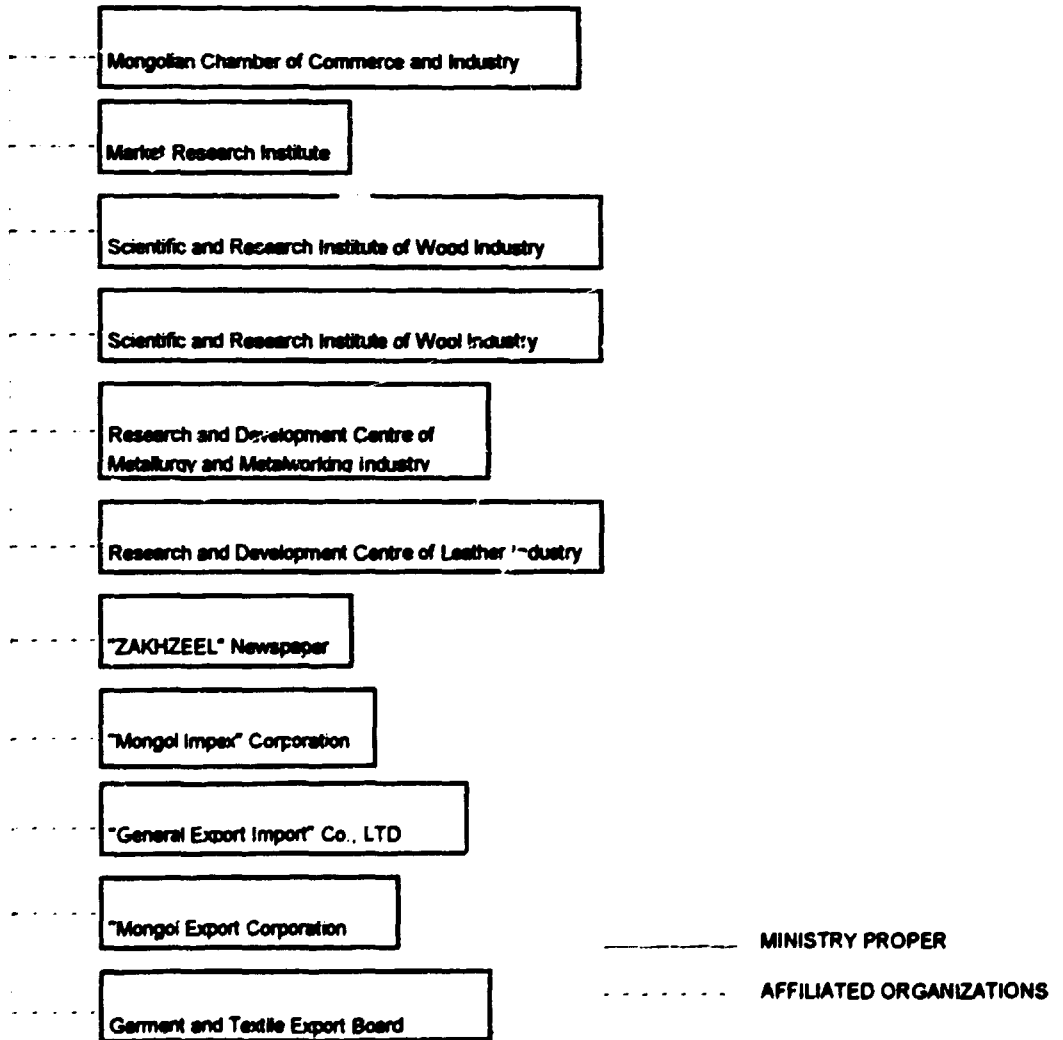 Mongolian Chamber of Commerce and Industry
Market Research Institute
Scientific and Research Institute of Wood Industry
Scientific and Research Institute of Wool Industry
Research and Development Centre of
Metallurgy and Metalworking Industry
Research and Development Centre of Leather Industry
"ZAKHZEEL" Newspaper
"Mongol Impex" Corporation
"General Export Import" Co., LTD
"Mongol Export Corporation
Garment and Textile Export Board
MINISTRY PROPER
AFFILIATED ORGANIZATIONS